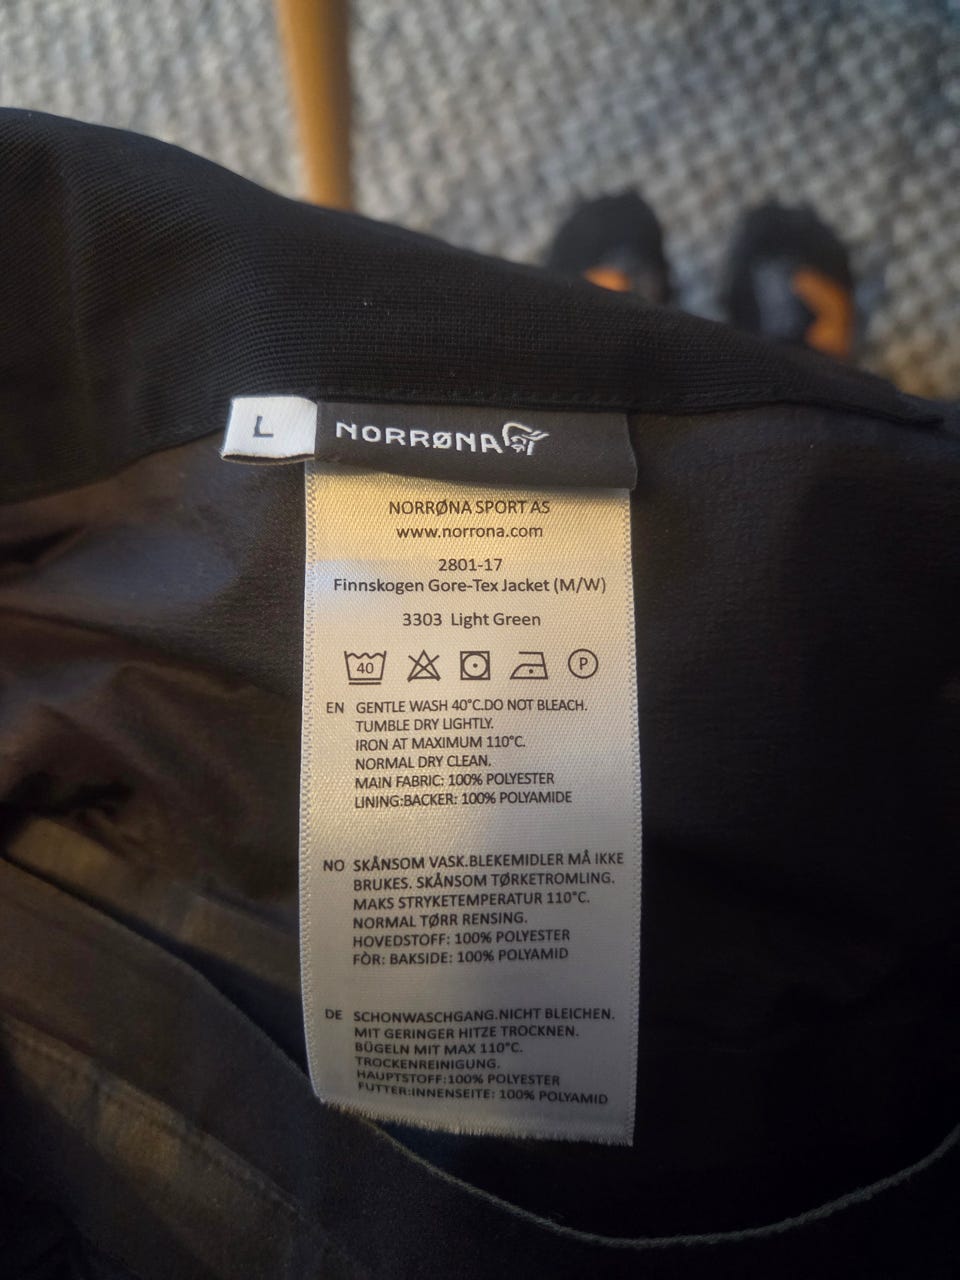 L
NORRØNA
NORRØNA SPORT AS
www.norrona.com
2801-17
Finnskogen Gore-Tex Jacket (M/W)
3303 Light Green
40 P
EN GENTLE WASH 40°C.DO NOT BLEACH.
TUMBLE DRY LIGHTLY.
IRON AT MAXIMUM 110°C.
NORMAL DRY CLEAN.
MAIN FABRIC: 100% POLYESTER
LINING:BACKER: 100% POLYAMIDE
NO SKÅNSOM VASK.BLEKEMIDLER MÅ IKKE
BRUKES. SKÅNSOM TØRKETROMLING.
MAKS STRYKETEMPERATUR 110°C.
NORMAL TØRR RENSING.
HOVEDSTOFF: 100% POLYESTER
FÒR: BAKSIDE: 100% POLYAMID
DE SCHONWASCHGANG.NICHT BLEICHEN.
MIT GERINGER HITZE TROCKNEN.
BÜGELN MIT MAX 110°C.
TROCKENREINIGUNG.
HAUPTSTOFF:100% POLYESTER
FUTTER:INNENSEITE: 100% POLYAMID